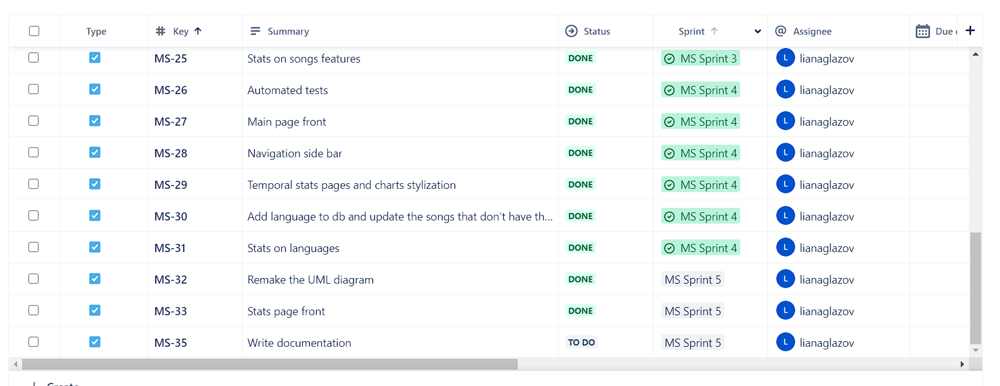 Type Key Summary Status Sprint Assignee Due
MS-25 Stats on songs features DONE MS Sprint 3 L lianaglazov
MS-26 Automated tests DONE MS Sprint 4 L lianaglazov
MS-27 Main page front DONE MS Sprint 4 L lianaglazov
MS-28 Navigation side bar DONE MS Sprint 4 L lianaglazov
MS-29 Temporal stats pages and charts stylization DONE MS Sprint 4 L lianaglazov
MS-30 Add language to db and update the songs that don't have th... DONE MS Sprint 4 L lianaglazov
MS-31 Stats on languages DONE MS Sprint 4 L lianaglazov
MS-32 Remake the UML diagram DONE MS Sprint 5 L lianaglazov
MS-33 Stats page front DONE MS Sprint 5 L lianaglazov
MS-35 Write documentation TO DO MS Sprint 5 L lianaglazov